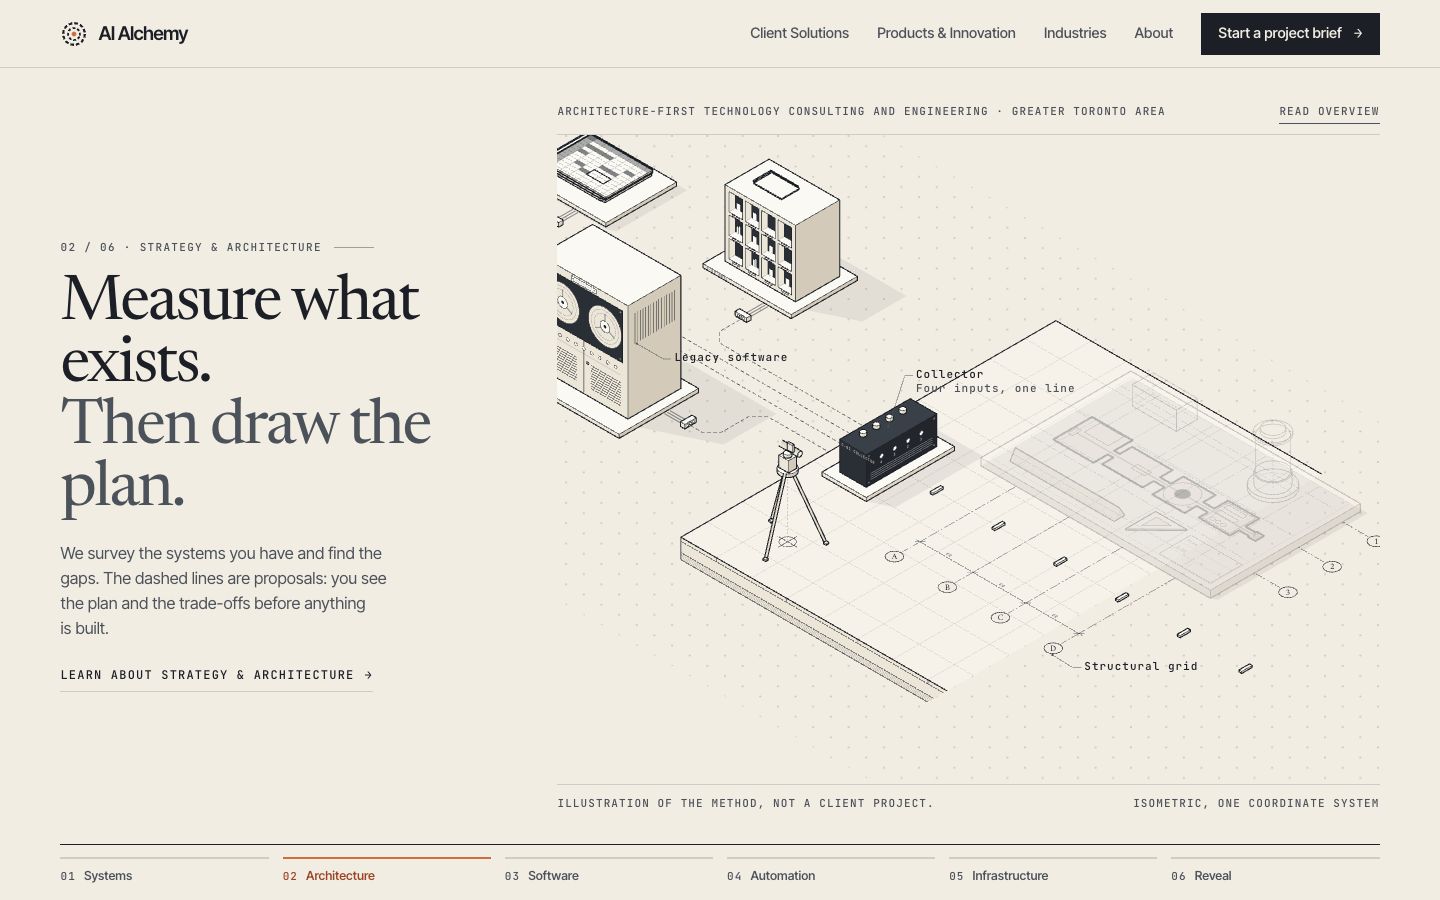 AI Alchemy
Client Solutions
Products & Innovation
Industries
About
Start a project brief →
ARCHITECTURE-FIRST TECHNOLOGY CONSULTING AND ENGINEERING · GREATER TORONTO AREA
READ OVERVIEW
02 / 06 · STRATEGY & ARCHITECTURE
Measure what
exists.
Then draw the
plan.
We survey the systems you have and find the
gaps. The dashed lines are proposals: you see
the plan and the trade-offs before anything
is built.
LEARN ABOUT STRATEGY & ARCHITECTURE →
Legacy software
Collector
Four inputs, one line
A
B
C
D
1
2
3
Structural grid
ILLUSTRATION OF THE METHOD, NOT A CLIENT PROJECT.
ISOMETRIC, ONE COORDINATE SYSTEM
01 Systems
02 Architecture
03 Software
04 Automation
05 Infrastructure
06 Reveal